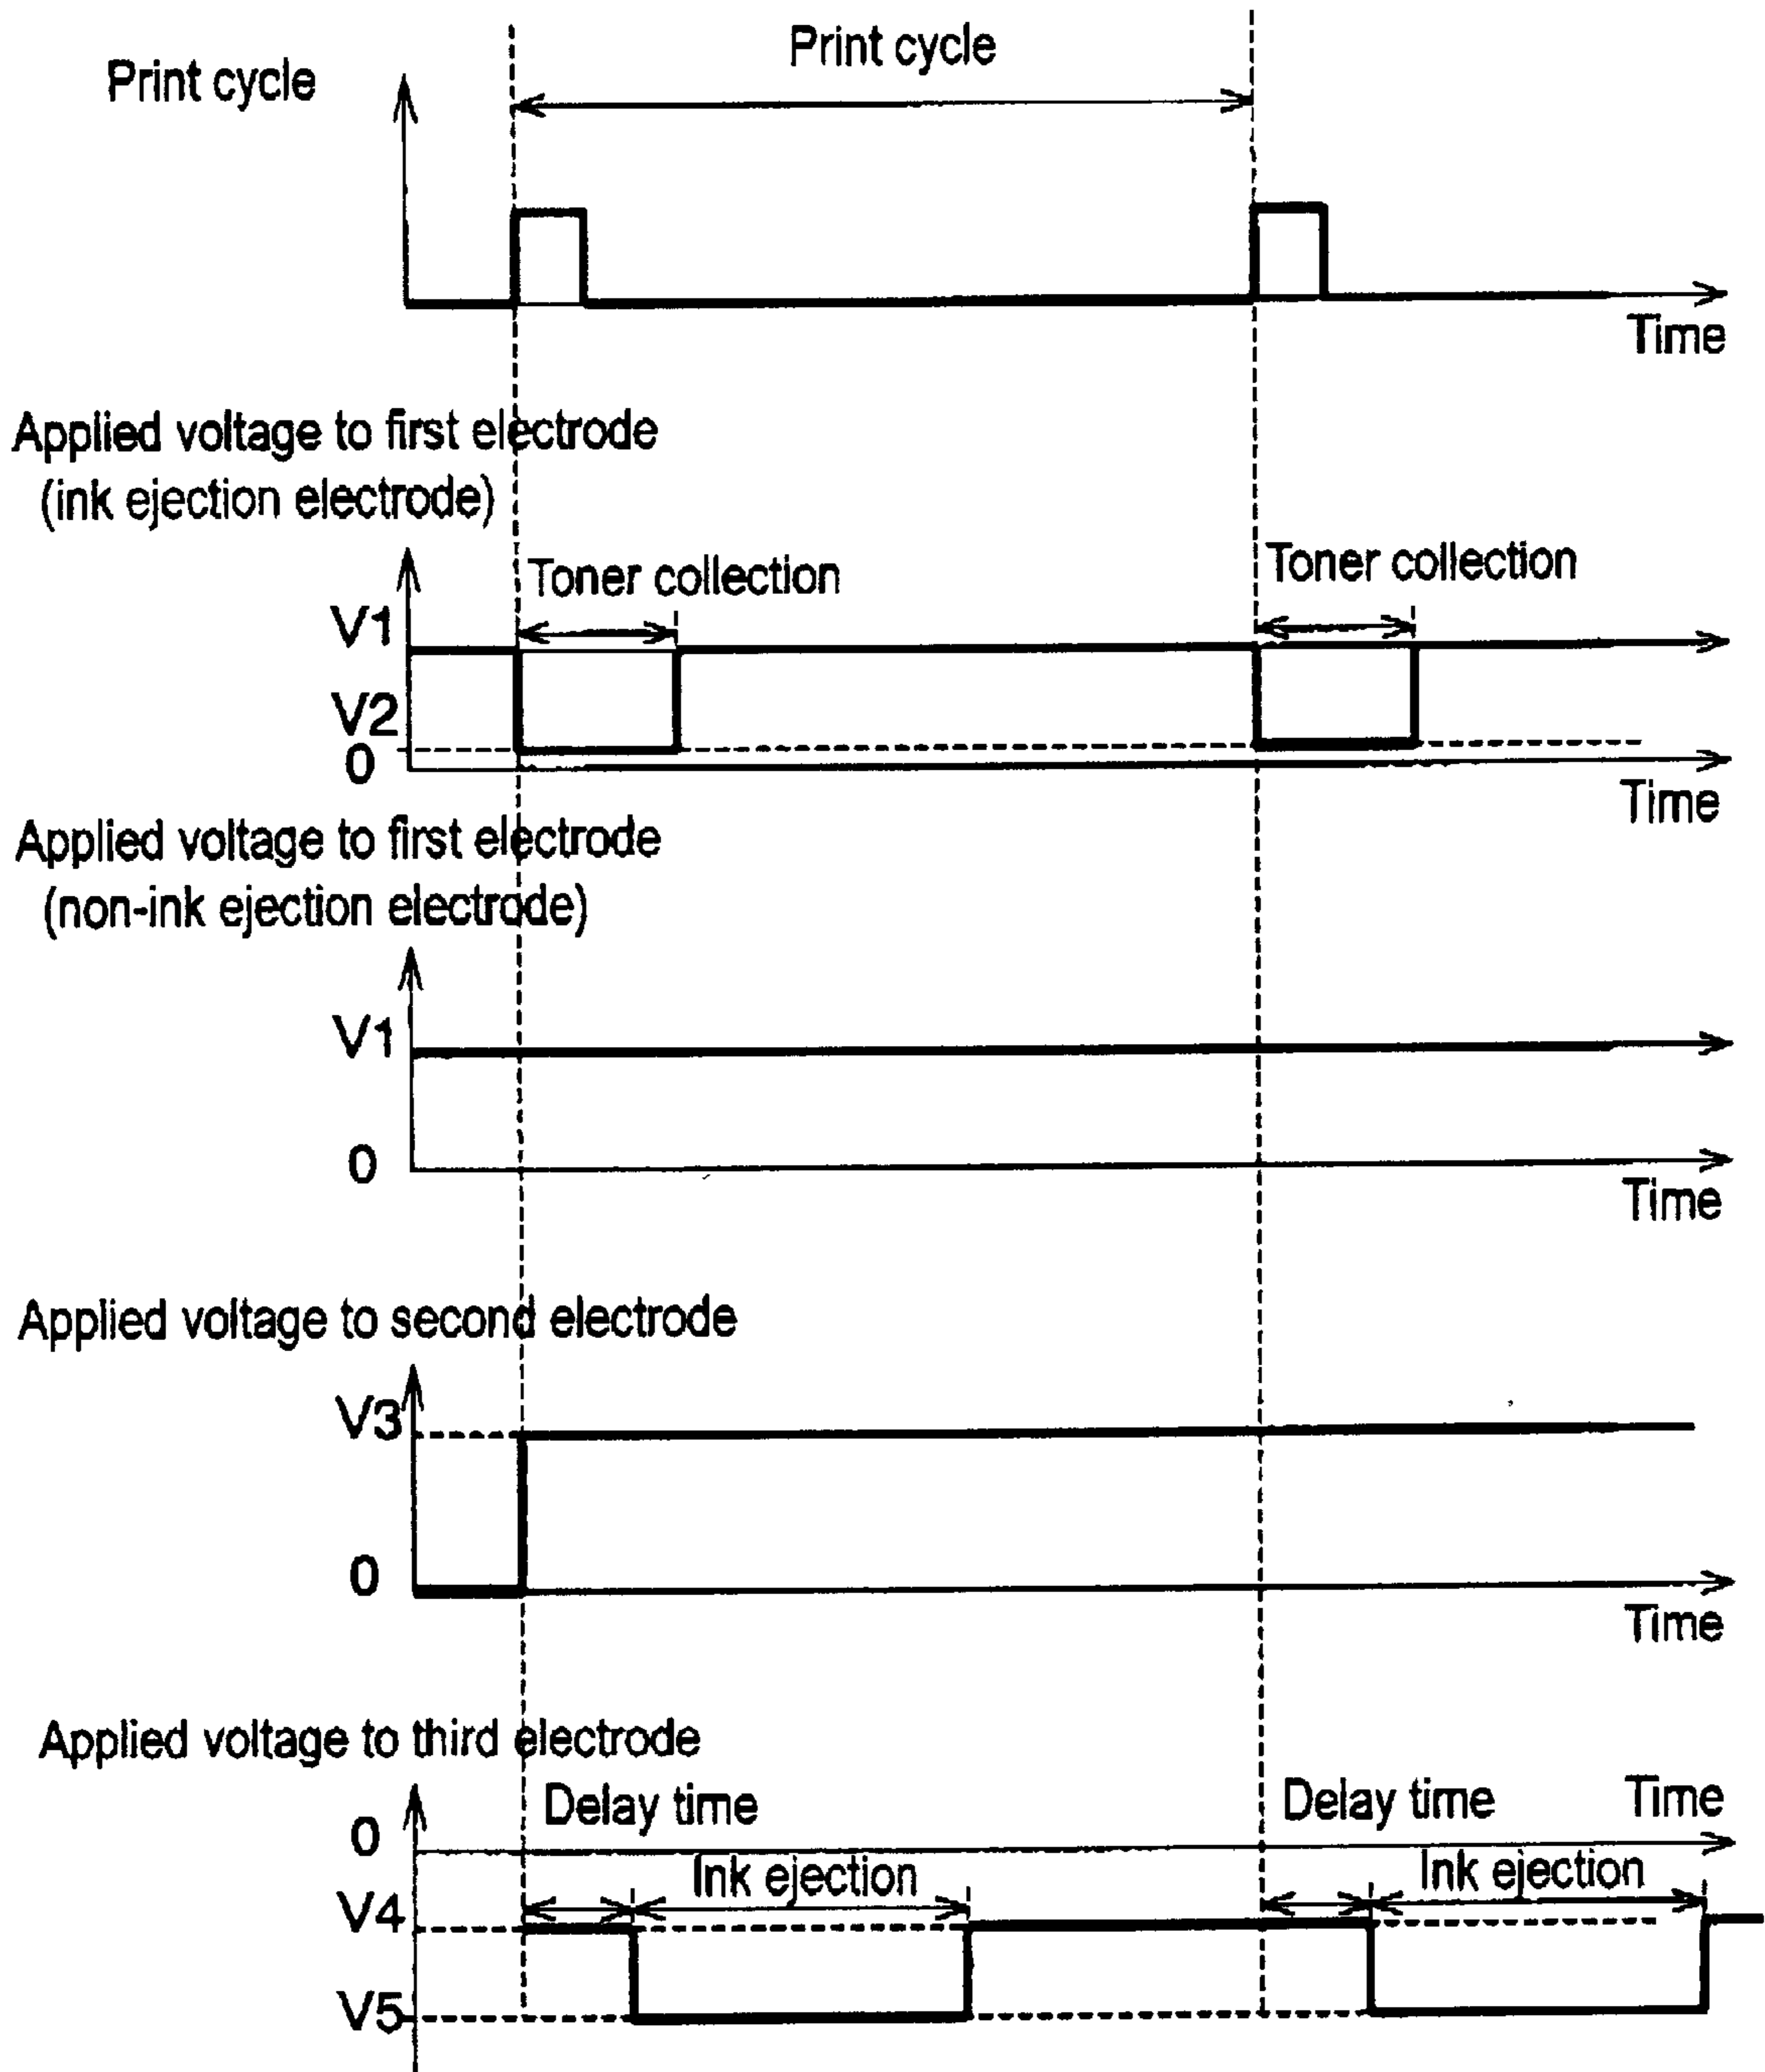 Print cycle
Print cycle
Time
Applied voltage to first electrode
(ink ejection electrode)
Toner collection
Toner collection
V1
V2
0
Time
Applied voltage to first electrode
(non-ink ejection electrode)
V1
0
Time
Applied voltage to second electrode
V3
0
Time
Applied voltage to third electrode
Delay time
Delay time
Time
0
Ink ejection
Ink ejection
V4
V5